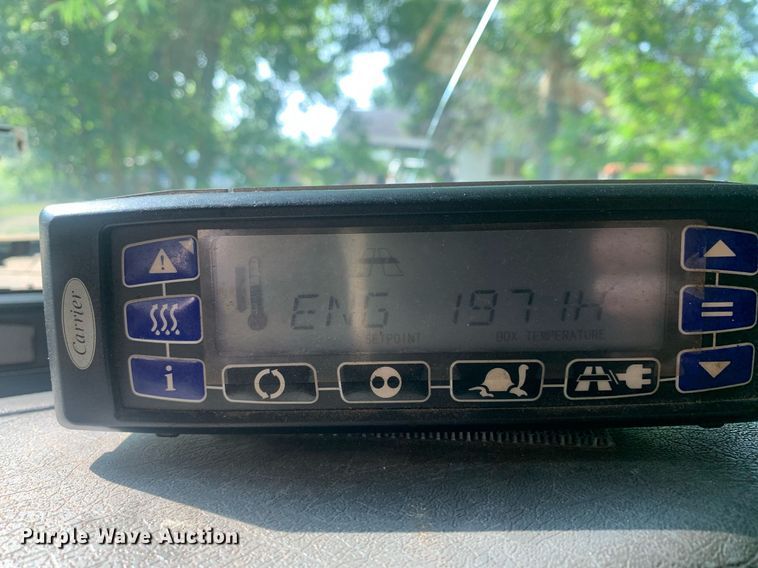 Carrier
ENG 1971H
SETPOINT BOX TEMPERATURE
i
Purple Wave Auction